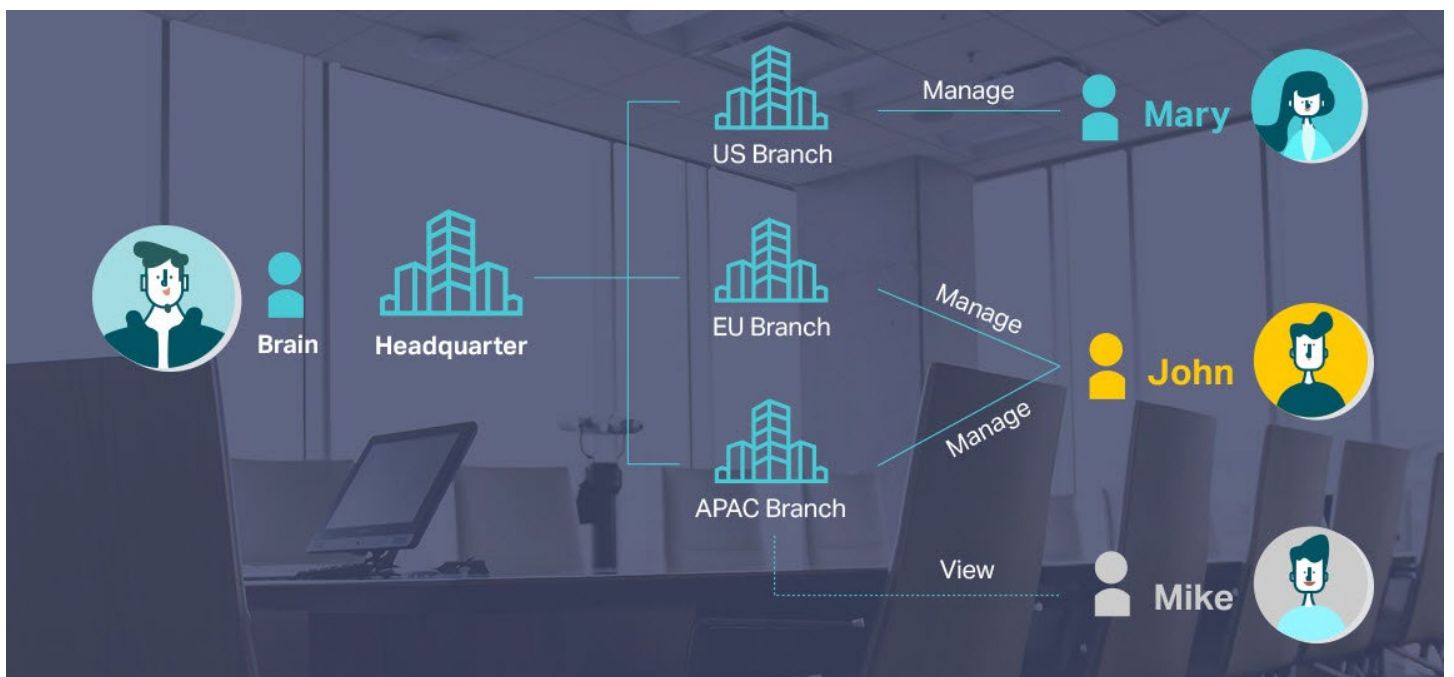 Manage
Mary
US Branch
Brain
Headquarter
EU Branch
Manage
John
Manage
APAC Branch
View
Mike